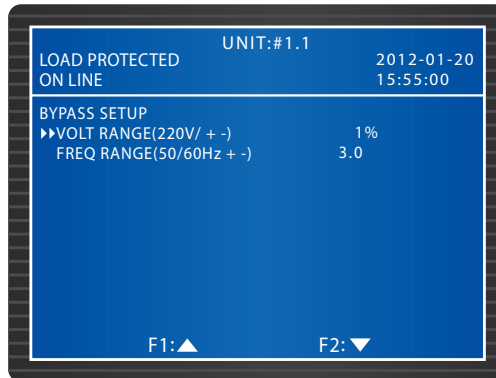 UNIT:#1.1
LOAD PROTECTED 2012-01-20
ON LINE 15:55:00
BYPASS SETUP
VOLT RANGE(220V/ + -) 1%
FREQ RANGE(50/60Hz + -) 3.0
F1: F2: